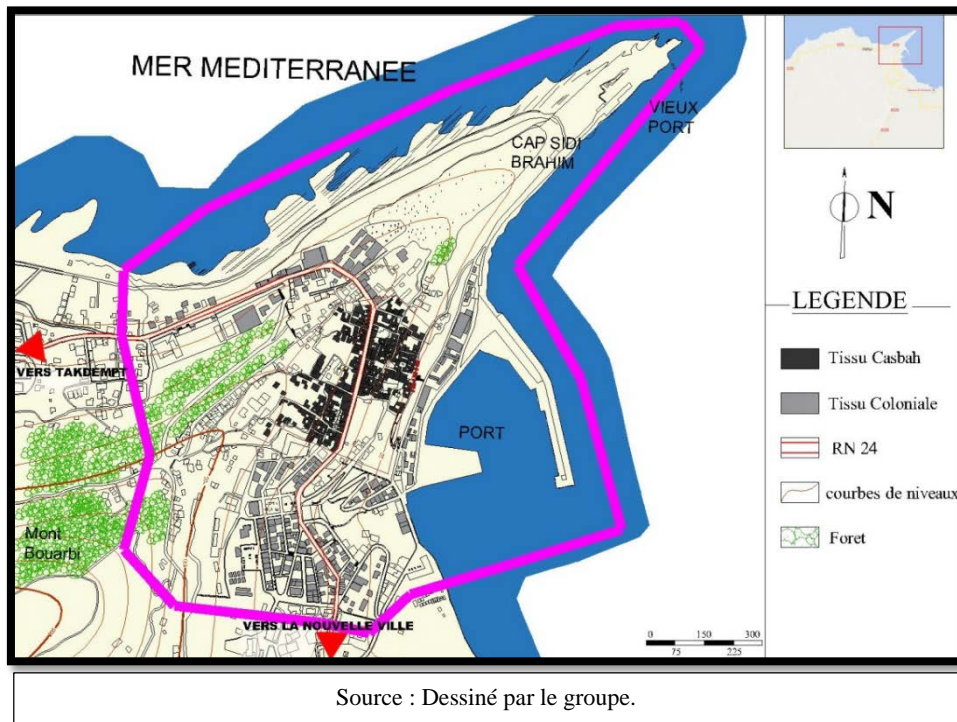 MER MEDITERRANEE
VIEUX
PORT
CAP SIDI
BRAHIM
N
LEGENDE
VERS TAKDEMPT
Tissu Casbah
Tissu Coloniale
PORT
RN 24
courbes de niveaux
Mont
Bouarbi
Foret
VERS LA NOUVELLE VILLE
0 150 300
75 225
Source : Dessiné par le groupe.